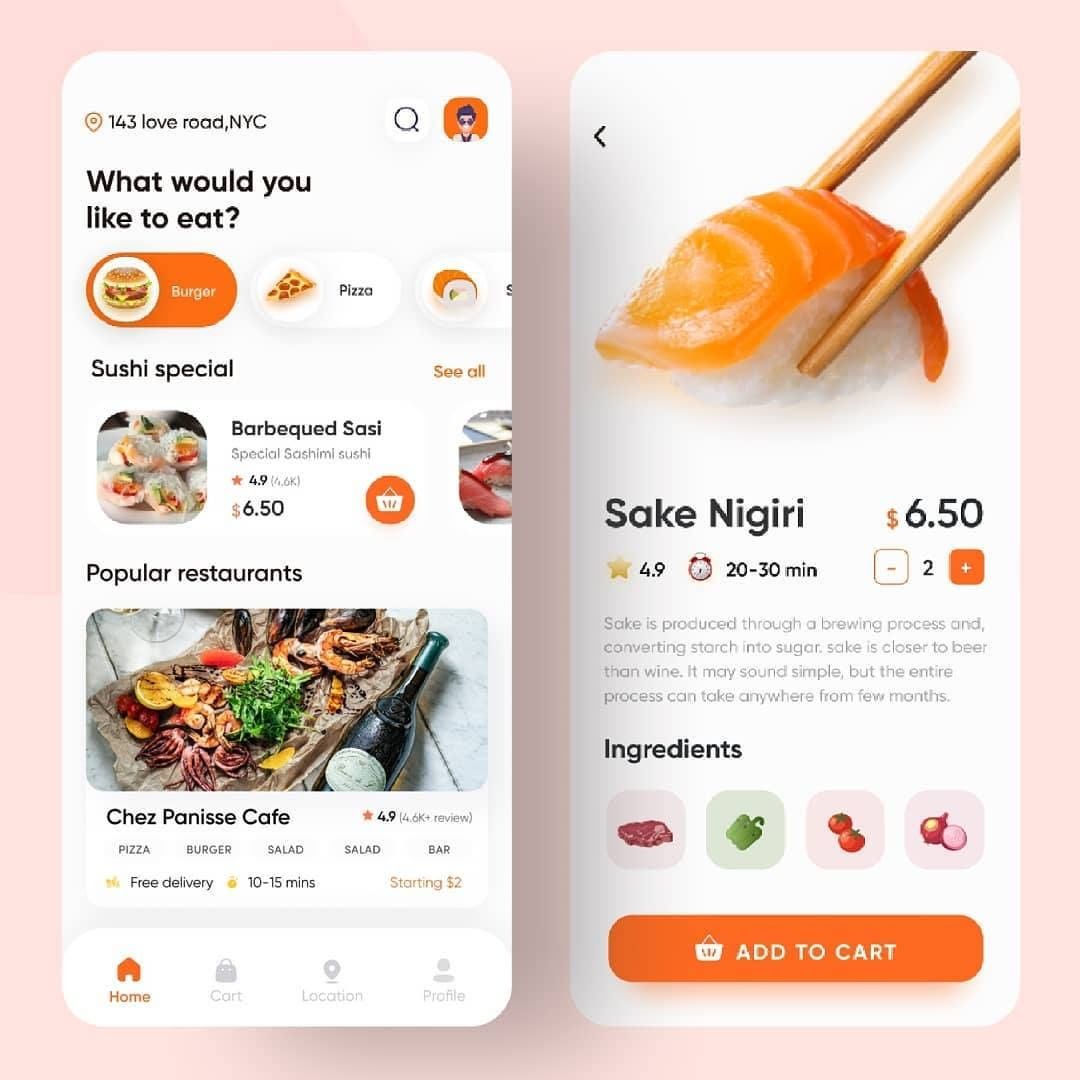 143 love road,NYC
What would you
like to eat?
Burger
Pizza
S
Sushi special
See all
Barbequed Sasi
Special Sashimi sushi
4.9 (4.6K)
$6.50
Popular restaurants
Chez Panisse Cafe
4.9 (4.6K+ review)
PIZZA BURGER SALAD SALAD BAR
Free delivery 10-15 mins Starting $2
Home Cart Location Profile
Sake Nigiri
$ 6.50
4.9 20-30 min
- 2 +
Sake is produced through a brewing process and,
converting starch into sugar. sake is closer to beer
than wine. It may sound simple, but the entire
process can take anywhere from few months.
Ingredients
ADD TO CART